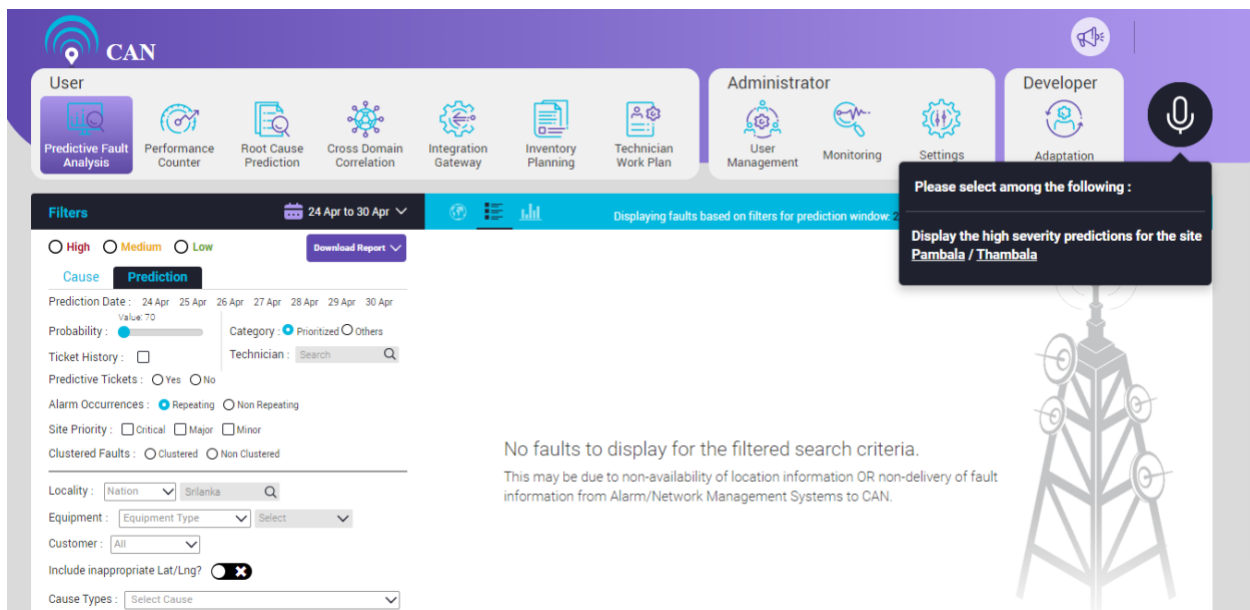 CAN
User
Administrator
Developer
Predictive Fault
Analysis
Performance
Counter
Root Cause
Prediction
Cross Domain
Correlation
Integration
Gateway
Inventory
Planning
Technician
Work Plan
User
Management
Monitoring
Settings
Adaptation
Please select among the following :
Display the high severity predictions for the site
Pambala / Thambala
Filters
24 Apr to 30 Apr
Displaying faults based on filters for prediction window: 2
High Medium Low
Download Report
Cause Prediction
Prediction Date : 24 Apr 25 Apr 26 Apr 27 Apr 28 Apr 29 Apr 30 Apr
Value: 70
Probability :
Category : Prioritized Others
Ticket History :
Technician : Search
Predictive Tickets : Yes No
Alarm Occurrences : Repeating Non Repeating
Site Priority : Critical Major Minor
Clustered Faults : Clustered Non Clustered
Locality : Nation Srilanka
Equipment : Equipment Type Select
Customer : All
Include inappropriate Lat/Lng?
Cause Types : Select Cause
No faults to display for the filtered search criteria.
This may be due to non-availability of location information OR non-delivery of fault
information from Alarm/Network Management Systems to CAN.